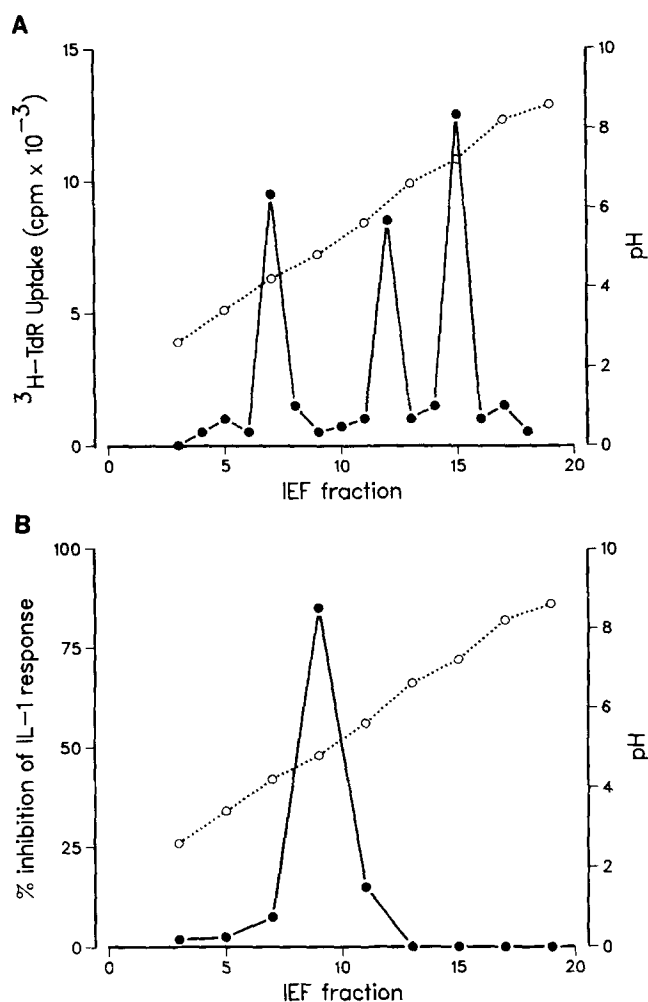 A
15
10
5
0
³H-TdR Uptake (cpm x 10⁻³)
10
8
6
4
2
0
pH
0 5 10 15 20
IEF fraction
B
100
75
50
25
0
% inhibition of IL-1 response
10
8
6
4
2
0
pH
0 5 10 15 20
IEF fraction